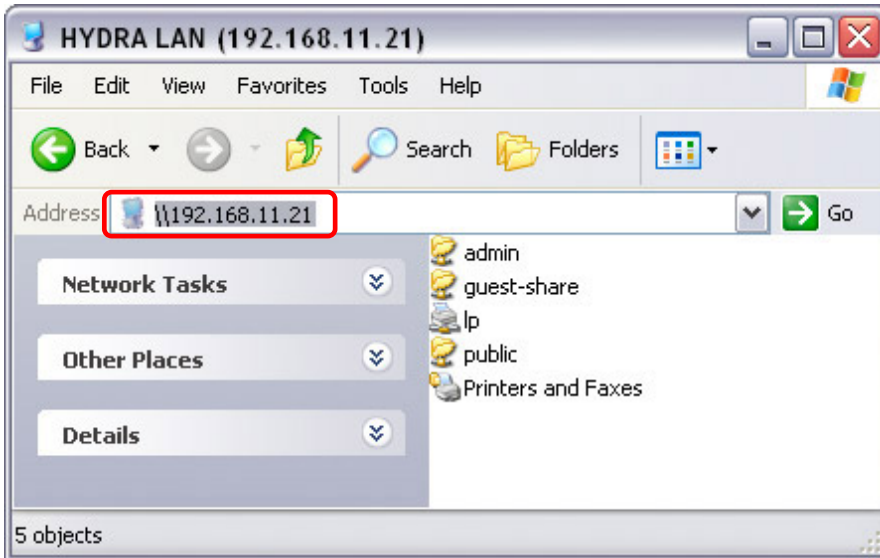 HYDRA LAN (192.168.11.21)
File Edit View Favorites Tools Help
Back Search Folders
Address \\192.168.11.21 Go
Network Tasks
Other Places
Details
admin
guest-share
lp
public
Printers and Faxes
5 objects